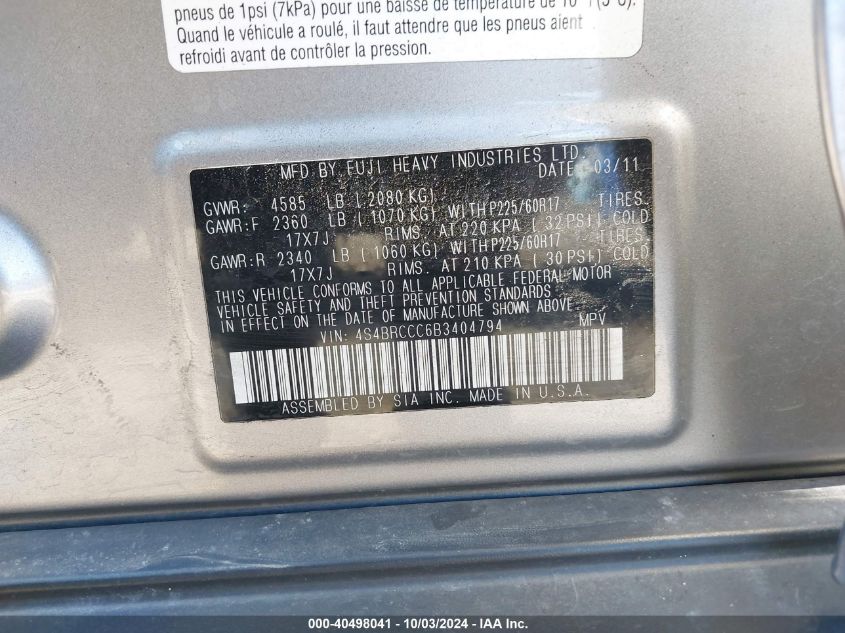 pneus de 1psi (7kPa) pour une baisse de température de 10
Quand le véhicule a roulé, il faut attendre que les pneus aient
refroidi avant de contrôler la pression.
MFD BY FUJI HEAVY INDUSTRIES LTD.
DATE 03/11
GVWR: 4585 LB ( 2080 KG)
GAWR:F 2360 LB ( 1070 KG) WITH P225/60R17 TIRES.
17X7J RIMS. AT 220 KPA ( 32 PSI) COLD
GAWR:R 2340 LB ( 1060 KG) WITH P225/60R17 TIRES.
17X7J RIMS. AT 210 KPA ( 30 PSI) COLD
THIS VEHICLE CONFORMS TO ALL APPLICABLE FEDERAL MOTOR
VEHICLE SAFETY AND THEFT PREVENTION STANDARDS
IN EFFECT ON THE DATE OF MANUFACTURE SHOWN ABOVE.
VIN: 4S4BRCCC6B3404794 MPV
ASSEMBLED BY SIA INC. MADE IN U.S.A.
000-40498041 - 10/03/2024 - IAA Inc.